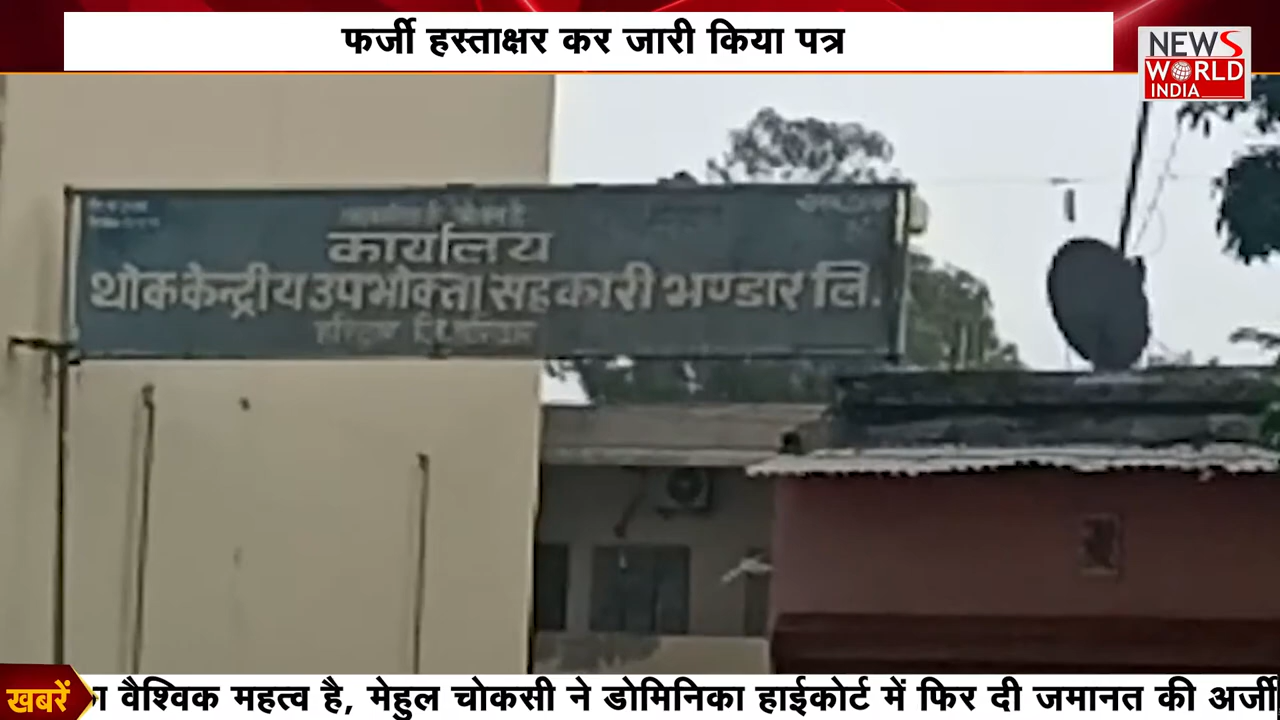 फर्जी हस्ताक्षर कर जारी किया पत्र
NEWS
WORLD
INDIA
कार्यालय
थोक केन्द्रीय उपभोक्ता सहकारी भण्डार लि.
खबरें
वैश्विक महत्व है, मेहुल चोकसी ने डोमिनिका हाईकोर्ट में फिर दी जमानत की अर्जी